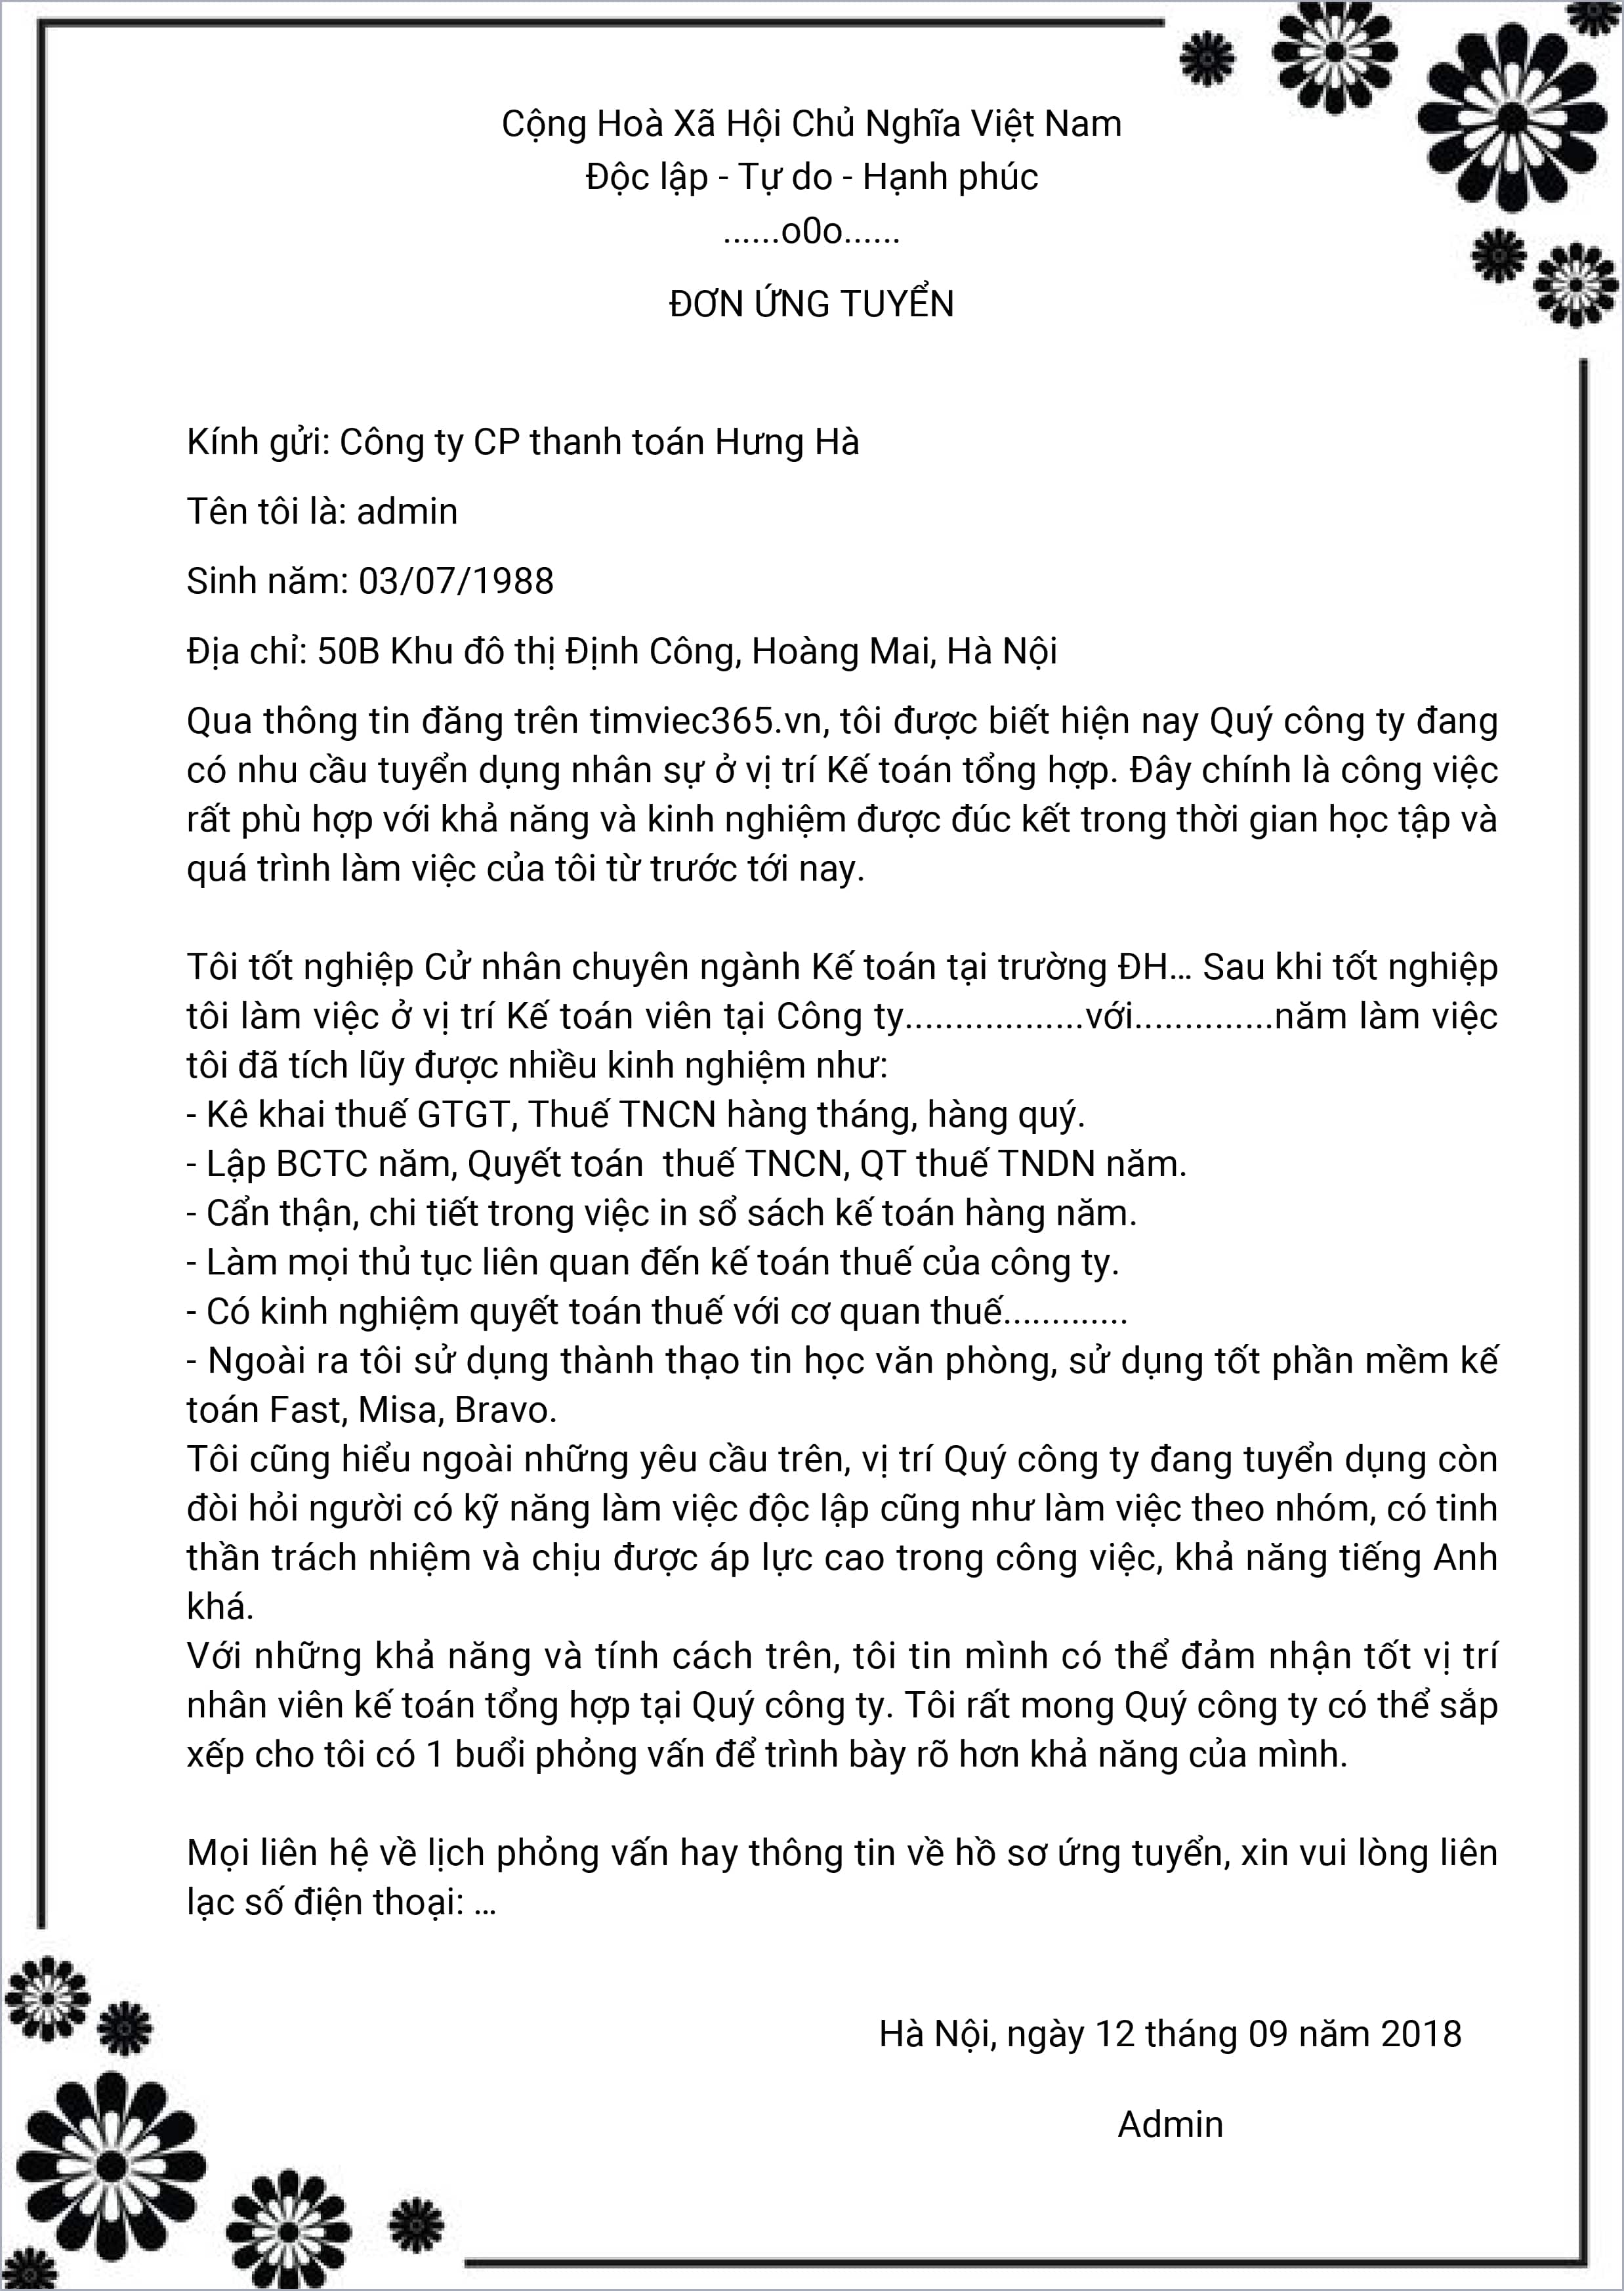 Cộng Hoà Xã Hội Chủ Nghĩa Việt Nam
Độc lập - Tự do - Hạnh phúc
......o0o......
ĐƠN ỨNG TUYỂN
Kính gửi: Công ty CP thanh toán Hưng Hà
Tên tôi là: admin
Sinh năm: 03/07/1988
Địa chỉ: 50B Khu đô thị Định Công, Hoàng Mai, Hà Nội
Qua thông tin đăng trên timviec365.vn, tôi được biết hiện nay Quý công ty đang
có nhu cầu tuyển dụng nhân sự ở vị trí Kế toán tổng hợp. Đây chính là công việc
rất phù hợp với khả năng và kinh nghiệm được đúc kết trong thời gian học tập và
quá trình làm việc của tôi từ trước tới nay.
Tôi tốt nghiệp Cử nhân chuyên ngành Kế toán tại trường ĐH... Sau khi tốt nghiệp
tôi làm việc ở vị trí Kế toán viên tại Công ty..................với..............năm làm việc
tôi đã tích lũy được nhiều kinh nghiệm như:
- Kê khai thuế GTGT, Thuế TNCN hàng tháng, hàng quý.
- Lập BCTC năm, Quyết toán  thuế TNCN, QT thuế TNDN năm.
- Cẩn thận, chi tiết trong việc in sổ sách kế toán hàng năm.
- Làm mọi thủ tục liên quan đến kế toán thuế của công ty.
- Có kinh nghiệm quyết toán thuế với cơ quan thuế.............
- Ngoài ra tôi sử dụng thành thạo tin học văn phòng, sử dụng tốt phần mềm kế
toán Fast, Misa, Bravo.
Tôi cũng hiểu ngoài những yêu cầu trên, vị trí Quý công ty đang tuyển dụng còn
đòi hỏi người có kỹ năng làm việc độc lập cũng như làm việc theo nhóm, có tinh
thần trách nhiệm và chịu được áp lực cao trong công việc, khả năng tiếng Anh
khá.
Với những khả năng và tính cách trên, tôi tin mình có thể đảm nhận tốt vị trí
nhân viên kế toán tổng hợp tại Quý công ty. Tôi rất mong Quý công ty có thể sắp
xếp cho tôi có 1 buổi phỏng vấn để trình bày rõ hơn khả năng của mình.
Mọi liên hệ về lịch phỏng vấn hay thông tin về hồ sơ ứng tuyển, xin vui lòng liên
lạc số điện thoại: ...
Hà Nội, ngày 12 tháng 09 năm 2018
Admin